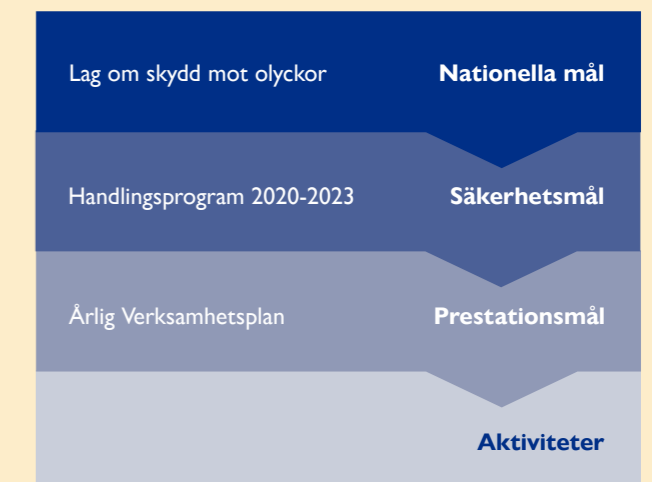 Lag om skydd mot olyckor Nationella mål
Handlingsprogram 2020-2023 Säkerhetsmål
Årlig Verksamhetsplan Prestationsmål
Aktiviteter